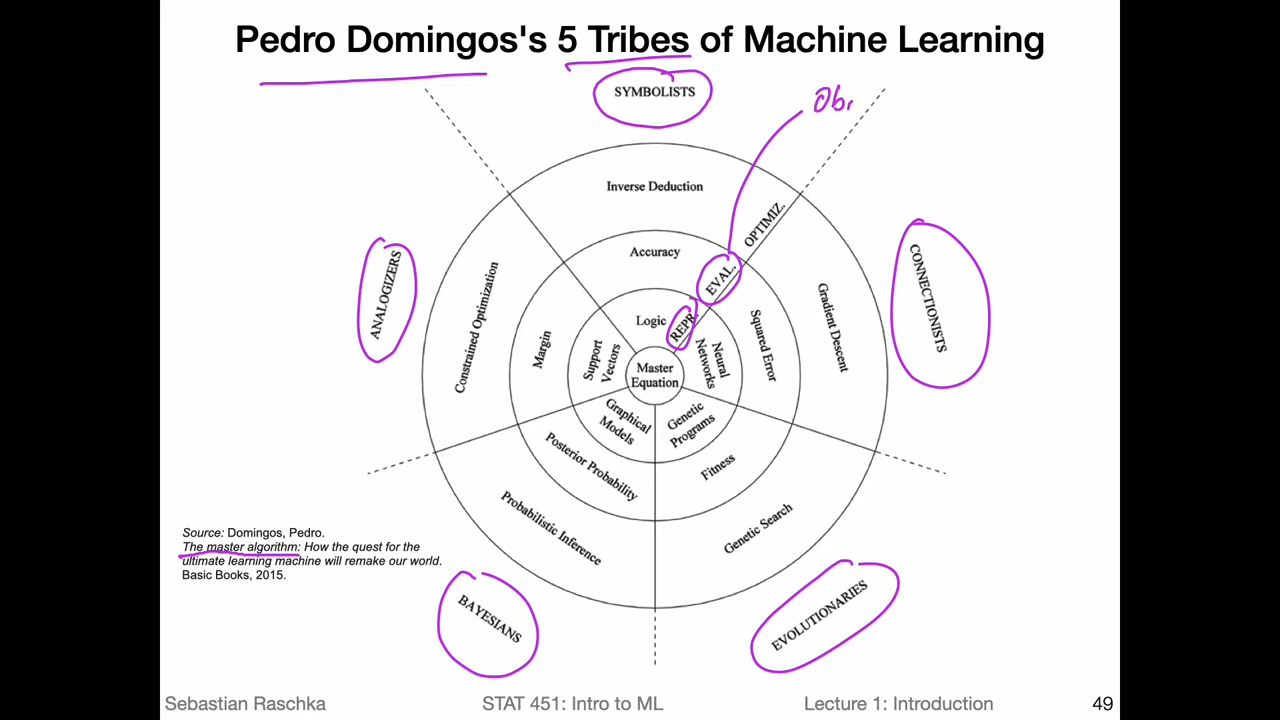 Pedro Domingos's 5 Tribes of Machine Learning
SYMBOLISTS
Ob.
Inverse Deduction
OPTIMIZ.
Accuracy
EVAL.
ANALOGIZERS
CONNECTIONISTS
Constrained Optimization
Margin
Support
Vectors
Logic
REPR.
Neural
Networks
Squared Error
Gradient Descent
Master
Equation
Graphical
Models
Genetic
Programs
Posterior Probability
Fitness
Probabilistic Inference
Genetic Search
Source: Domingos, Pedro.
The master algorithm: How the quest for the
ultimate learning machine will remake our world.
Basic Books, 2015.
BAYESIANS
EVOLUTIONARIES
Sebastian Raschka
STAT 451: Intro to ML
Lecture 1: Introduction
49